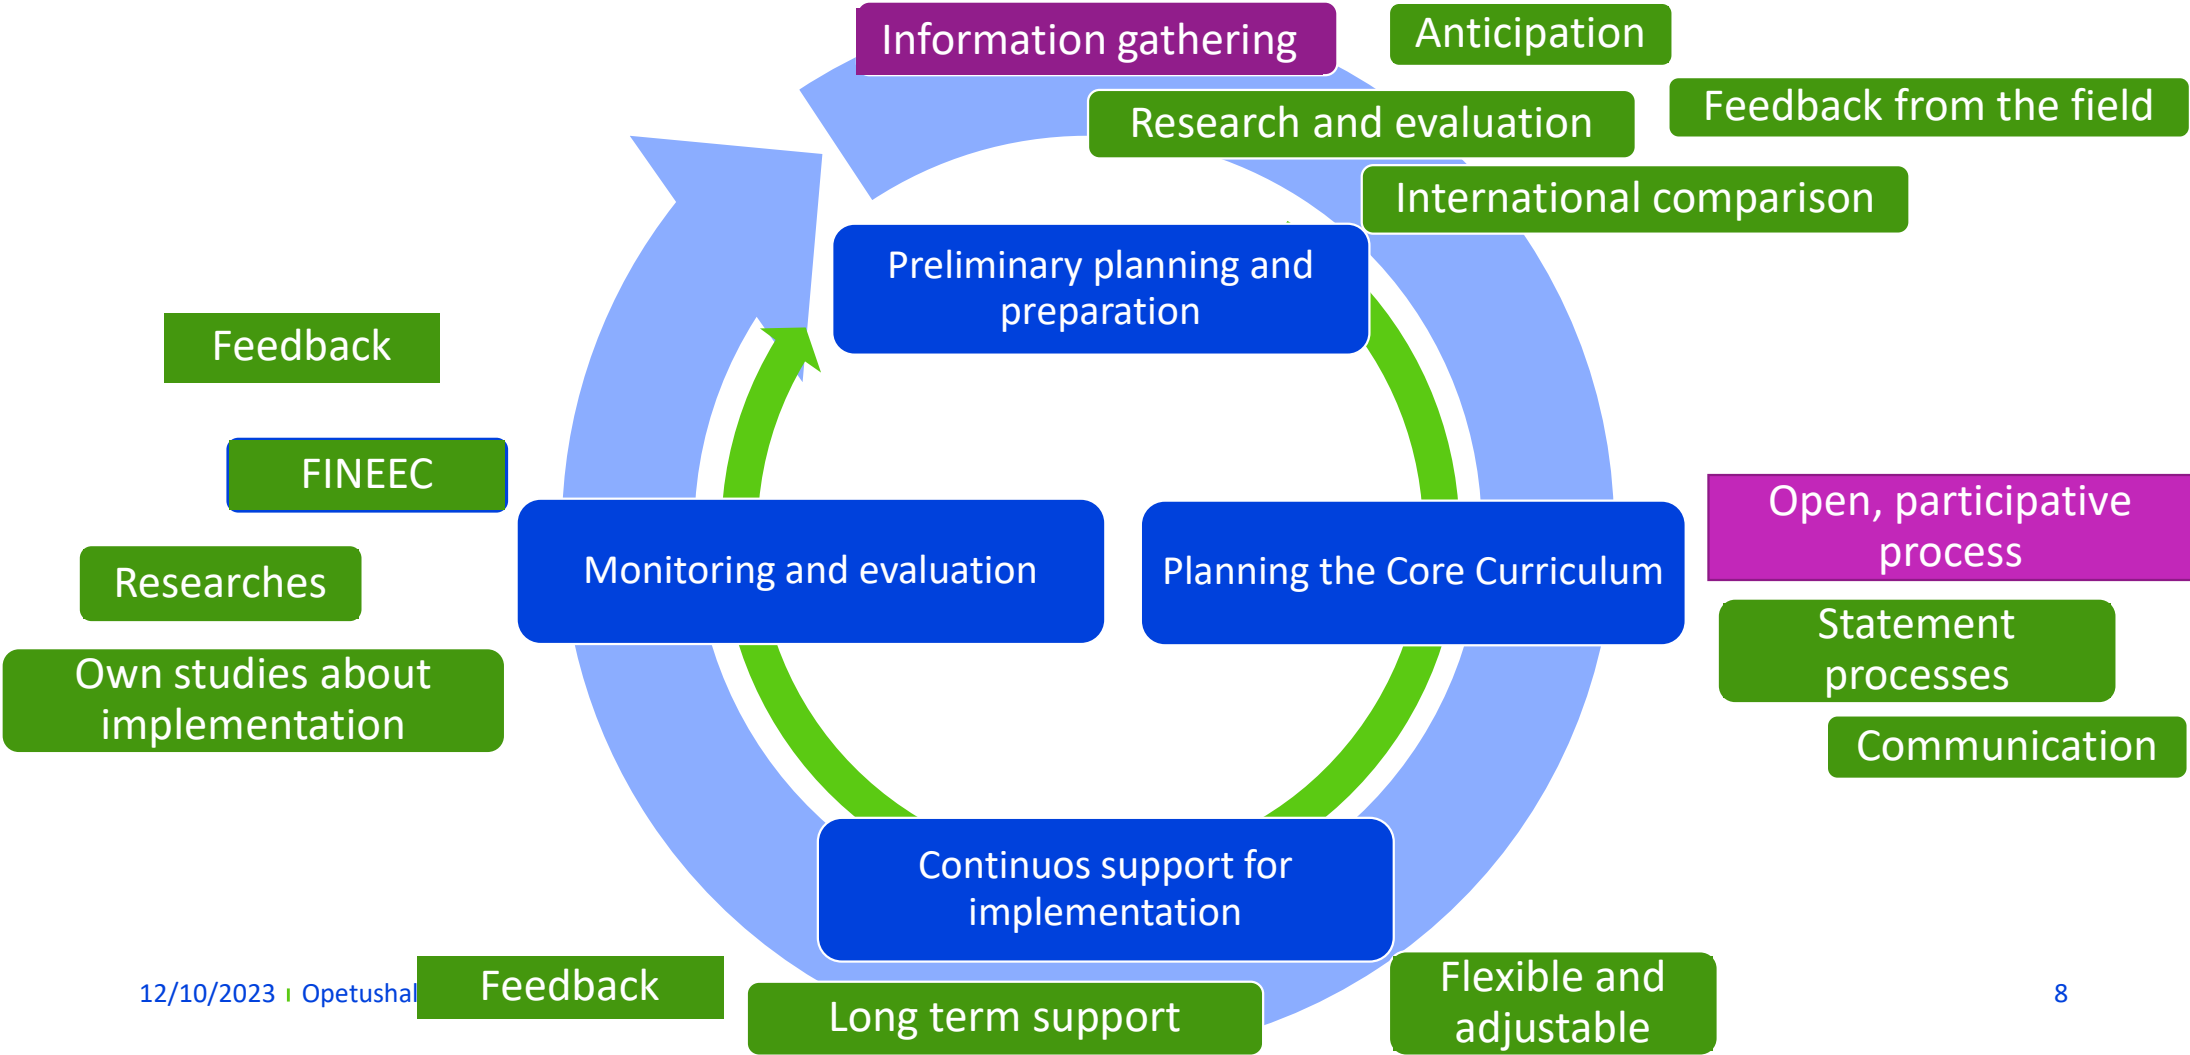 Information gathering
Anticipation
Feedback from the field
Research and evaluation
International comparison
Preliminary planning and
preparation
Feedback
FINEEC
Researches
Own studies about
implementation
Monitoring and evaluation
Planning the Core Curriculum
Open, participative
process
Statement
processes
Communication
Continuos support for
implementation
Feedback
Long term support
Flexible and
adjustable
12/10/2023
8